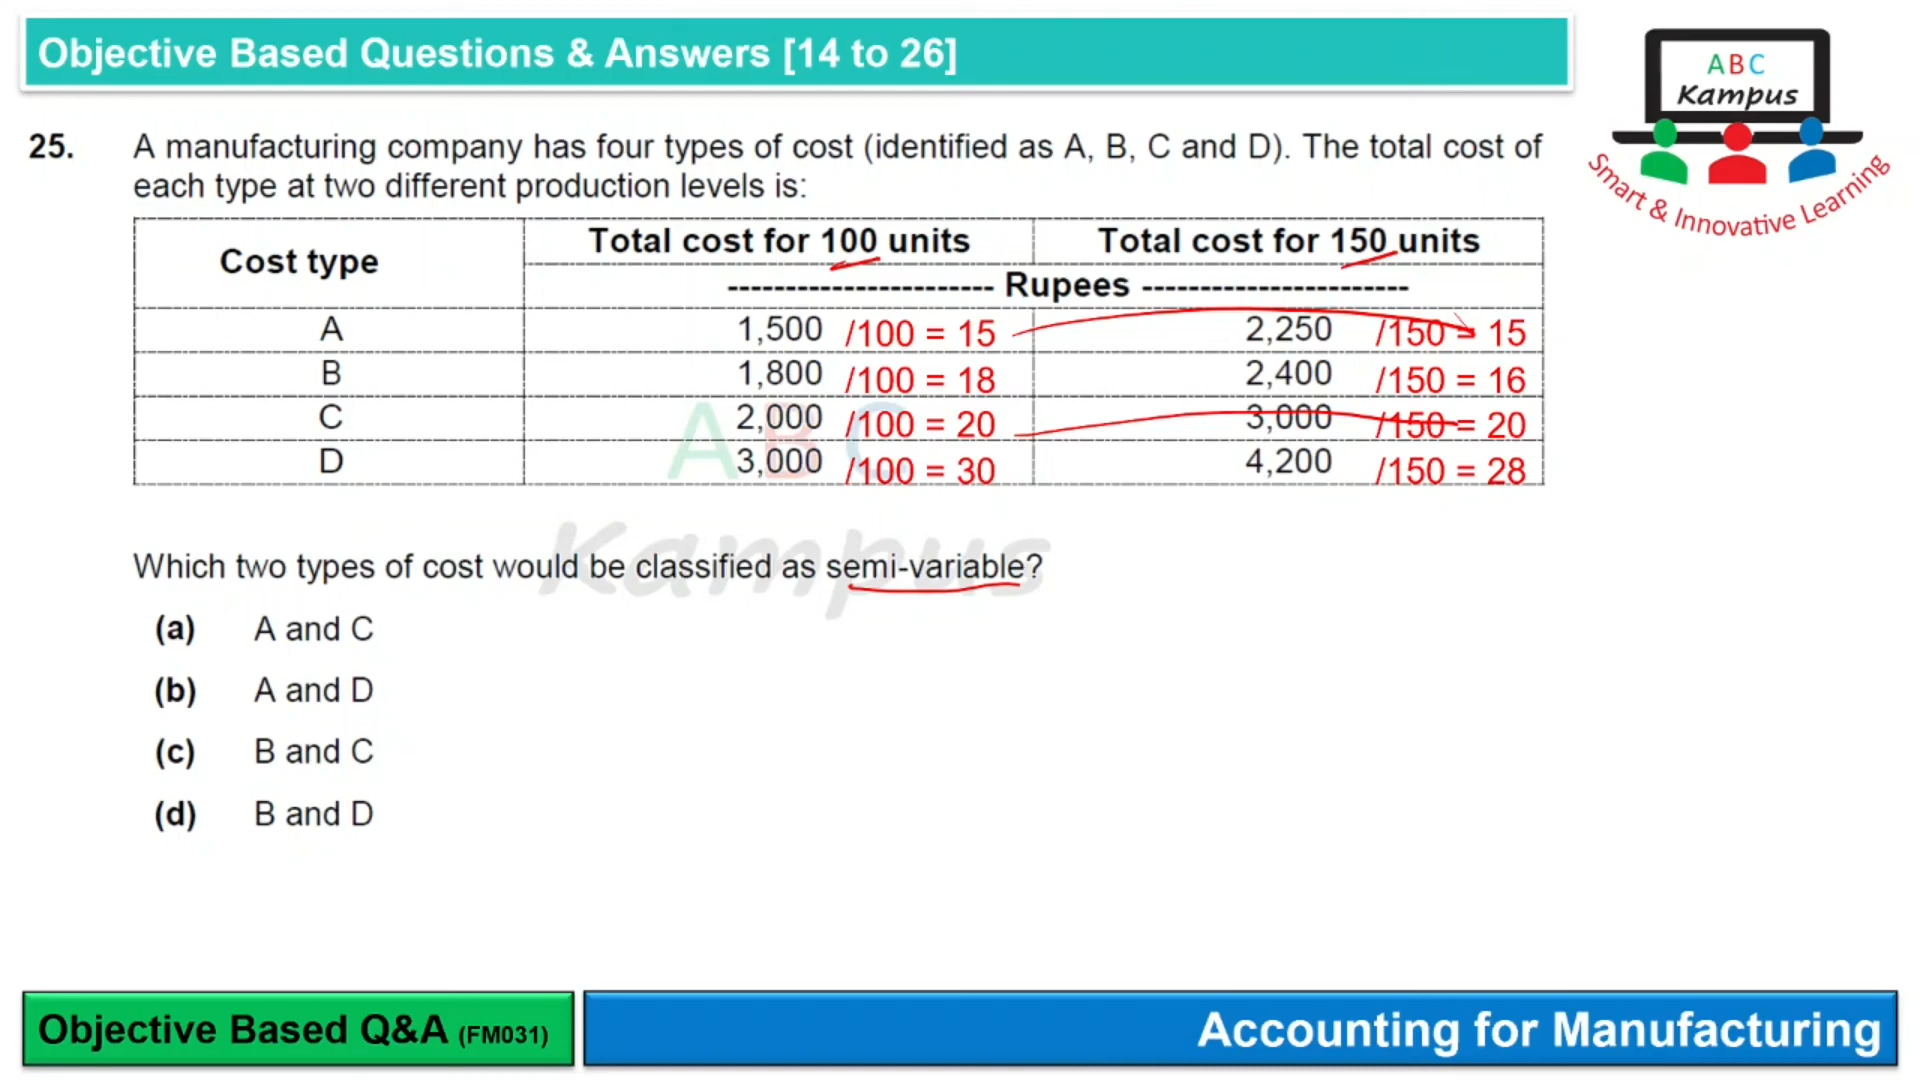 Objective Based Questions & Answers [14 to 26]
A B C
Kampus
Smart & Innovative Learning
25. A manufacturing company has four types of cost (identified as A, B, C and D). The total cost of
each type at two different production levels is:
Cost type Total cost for 100 units Total cost for 150 units
----------------------- Rupees -----------------------
A 1,500 /100 = 15 2,250 /150 = 15
B 1,800 /100 = 18 2,400 /150 = 16
C 2,000 /100 = 20 3,000 /150 = 20
D 3,000 /100 = 30 4,200 /150 = 28
A B C
Kampus
Which two types of cost would be classified as semi-variable?
(a) A and C
(b) A and D
(c) B and C
(d) B and D
Objective Based Q&A (FM031)
Accounting for Manufacturing